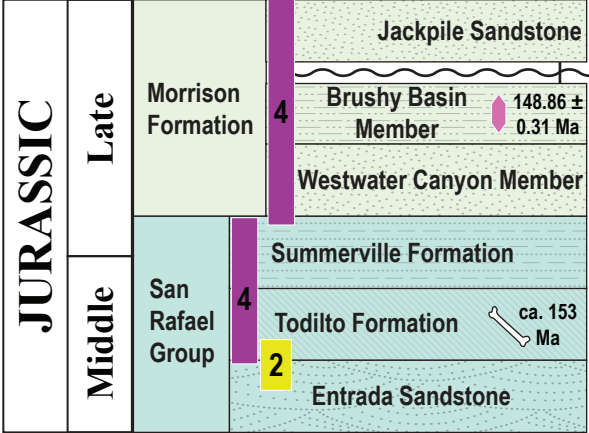 JURASSIC
Late
Middle
Morrison
Formation
San
Rafael
Group
4
4
2
Jackpile Sandstone
Brushy Basin
Member
148.86 ±
0.31 Ma
Westwater Canyon Member
Summerville Formation
Todilto Formation
ca. 153
Ma
Entrada Sandstone